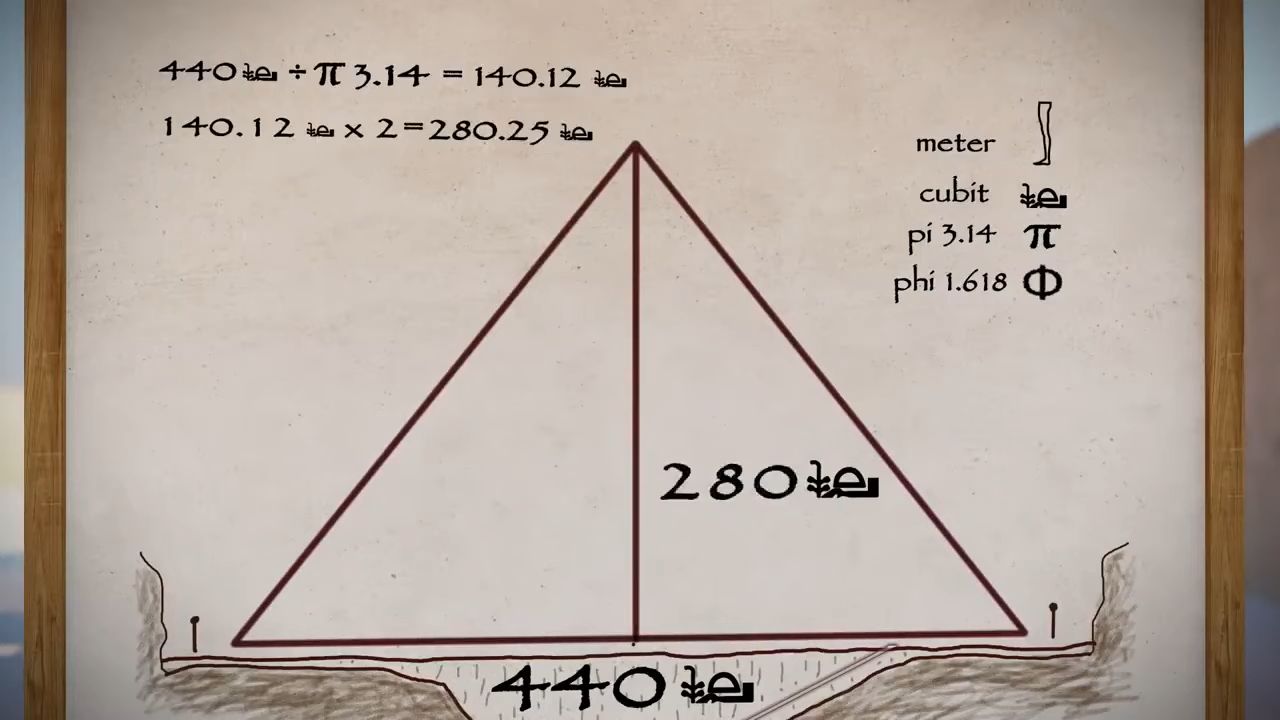 440 ÷ π 3.14 = 140.12
140.12 x 2 = 280.25
meter
cubit
pi 3.14 π
phi 1.618 Φ
280
440